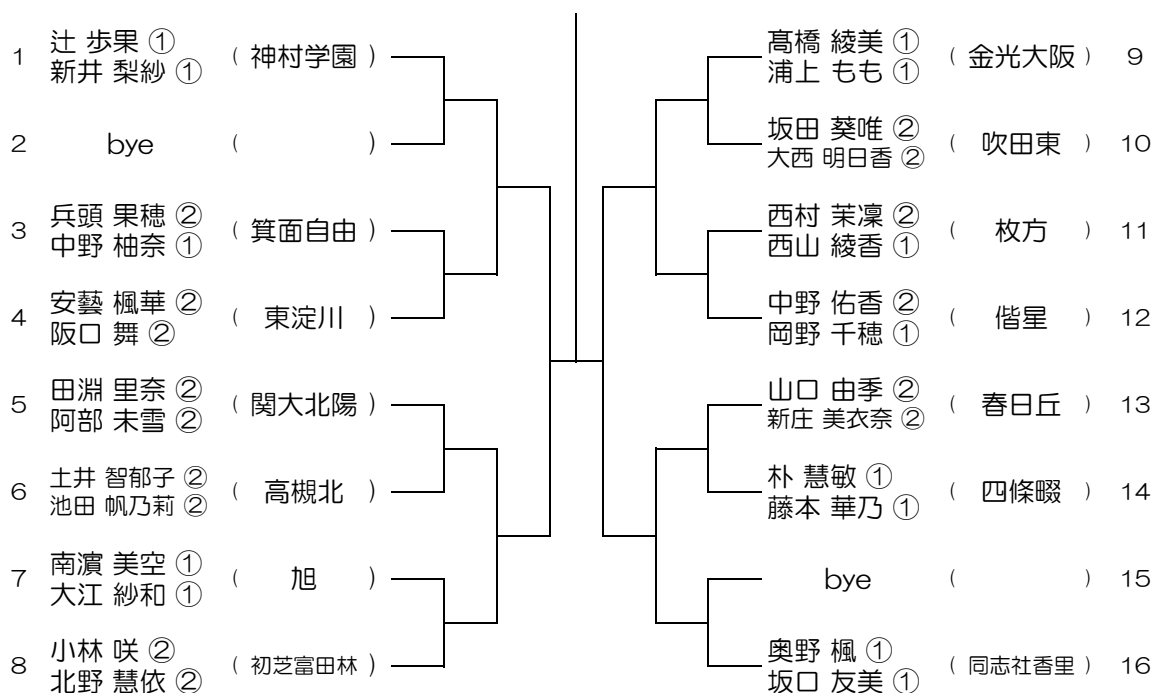 1 辻 歩果 ① ( 神村学園 )
新井 梨紗 ①
2 bye ( )
3 兵頭 果穂 ② ( 箕面自由 )
中野 柚奈 ①
4 安藝 楓華 ② ( 東淀川 )
阪口 舞 ②
5 田淵 里奈 ② ( 関大北陽 )
阿部 未雪 ②
6 土井 智郁子 ② ( 高槻北 )
池田 帆乃莉 ②
7 南濵 美空 ① ( 旭 )
大江 紗和 ①
8 小林 咲 ② ( 初芝富田林 )
北野 慧依 ②
髙橋 綾美 ① ( 金光大阪 ) 9
浦上 もも ①
坂田 葵唯 ② ( 吹田東 ) 10
大西 明日香 ②
西村 茉凜 ② ( 枚方 ) 11
西山 綾香 ①
中野 佑香 ② ( 偕星 ) 12
岡野 千穂 ①
山口 由季 ② ( 春日丘 ) 13
新庄 美衣奈 ②
朴 慧敏 ① ( 四條畷 ) 14
藤本 華乃 ①
bye ( ) 15
奥野 楓 ① ( 同志社香里 ) 16
坂口 友美 ①